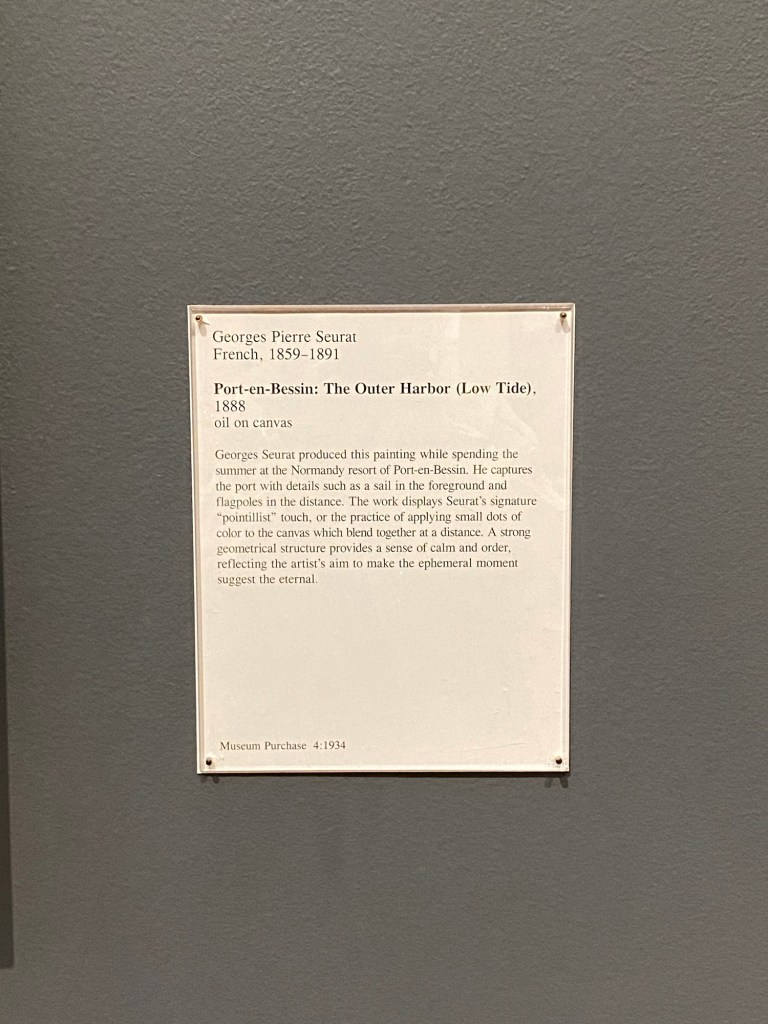 Georges Pierre Seurat
French, 1859–1891
Port-en-Bessin: The Outer Harbor (Low Tide),
1888
oil on canvas
Georges Seurat produced this painting while spending the
summer at the Normandy resort of Port-en-Bessin. He captures
the port with details such as a sail in the foreground and
flagpoles in the distance. The work displays Seurat’s signature
“pointillist” touch, or the practice of applying small dots of
color to the canvas which blend together at a distance. A strong
geometrical structure provides a sense of calm and order,
reflecting the artist’s aim to make the ephemeral moment
suggest the eternal.
Museum Purchase 4:1934